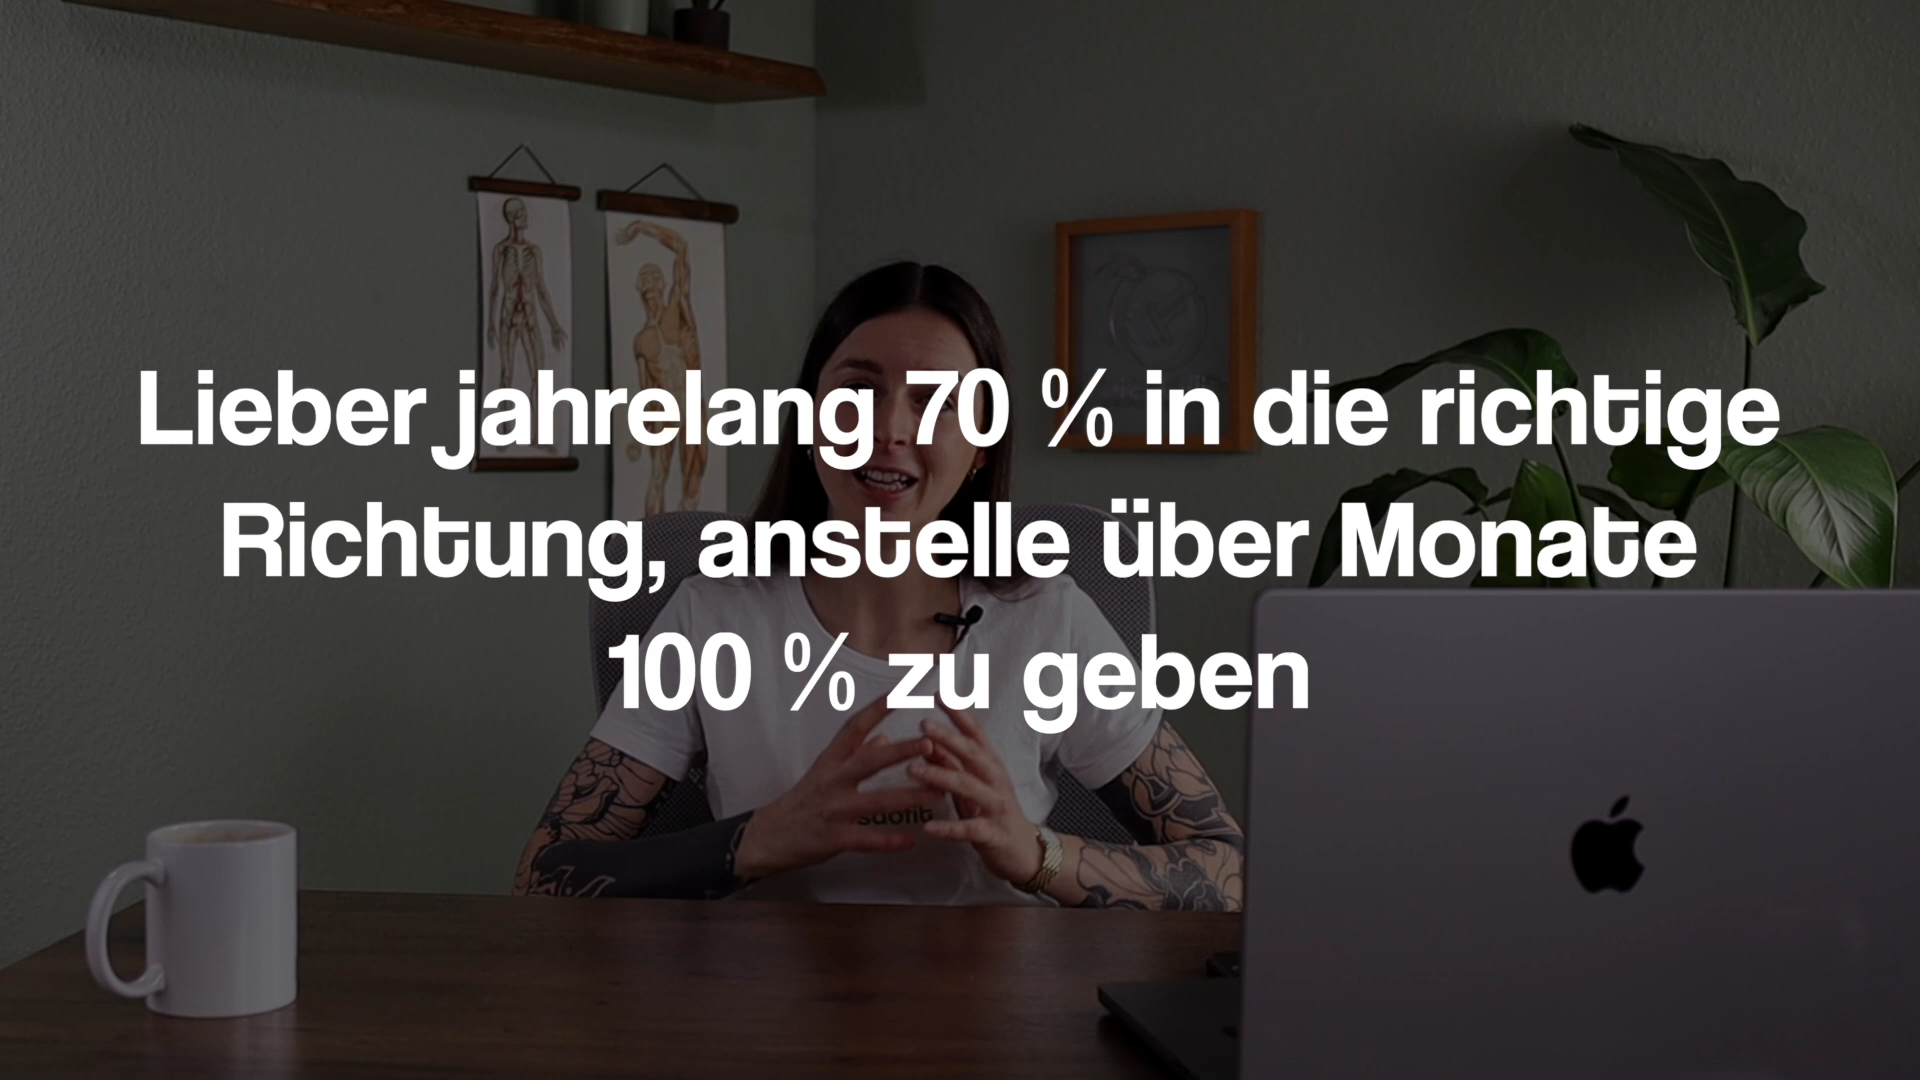 Lieber jahrelang 70 % in die richtige
Richtung, anstelle über Monate
100 % zu geben